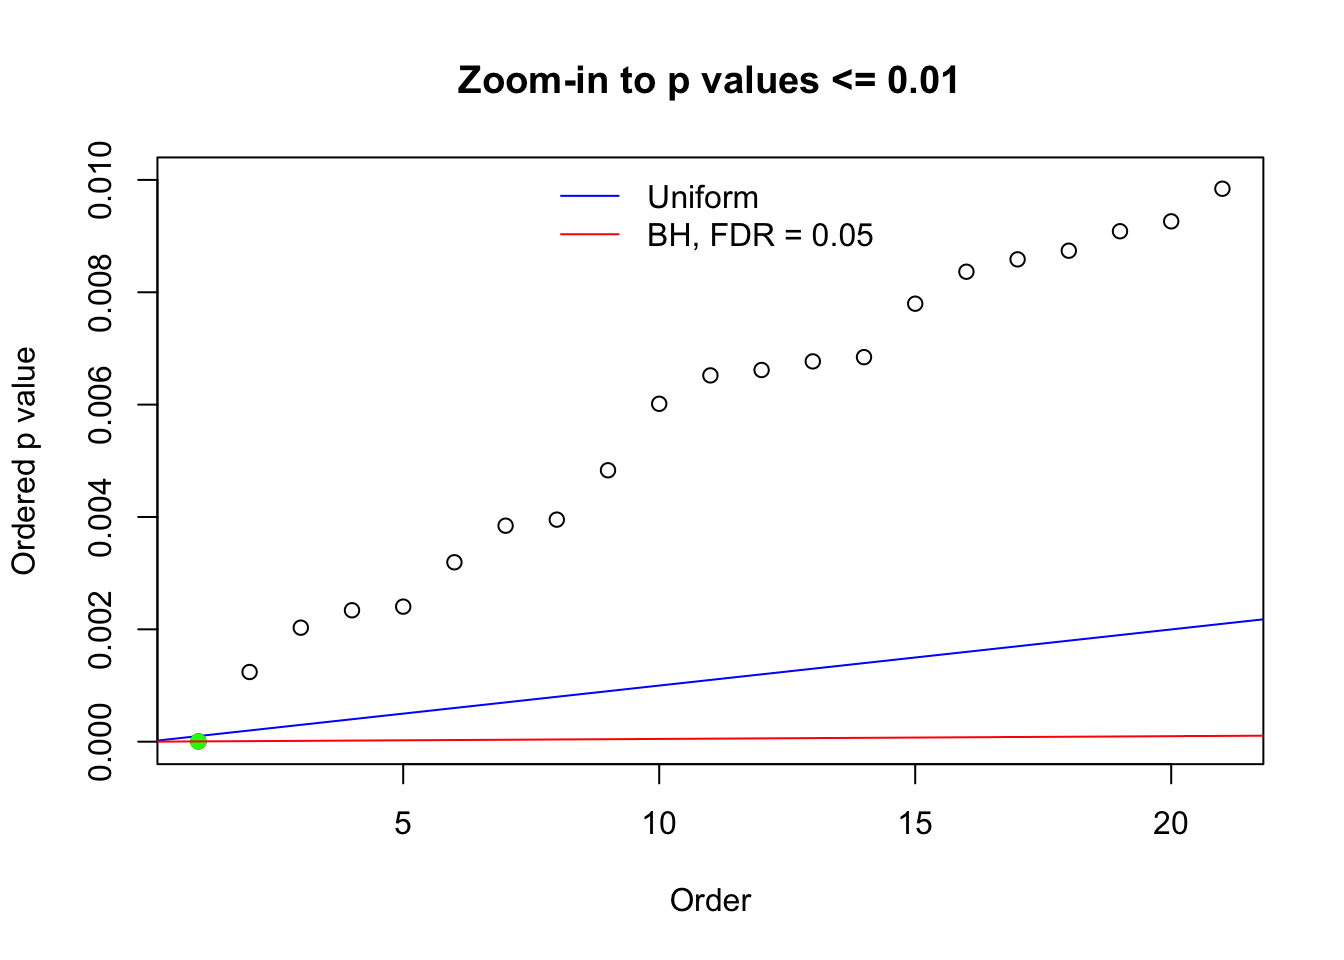 Zoom-in to p values <= 0.01
Uniform
BH, FDR = 0.05
Ordered p value
0.010
0.008
0.006
0.004
0.002
0.000
5
10
15
20
Order